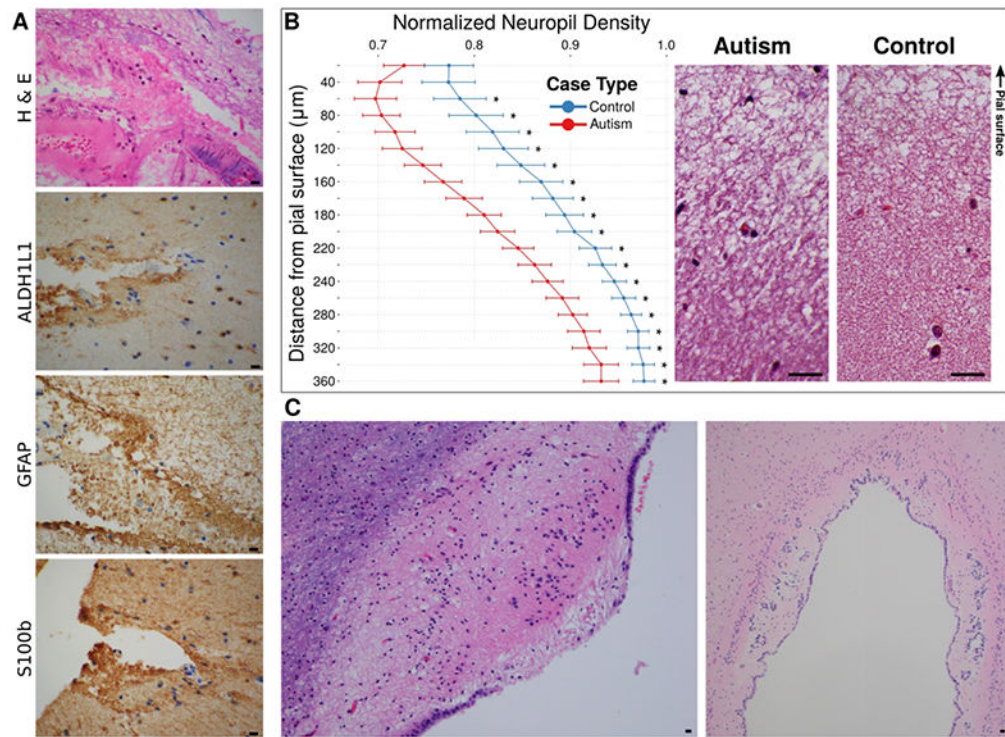 A
H & E
ALDH1L1
GFAP
S100b
B
Normalized Neuropil Density
0.7 0.8 0.9 1.0
Distance from pial surface (µm)
40
80
120
160
180
220
240
280
320
360
Case Type
Control
Autism
* * * * * * * * * * * * * * * *
Autism
Control
Pial surface
C